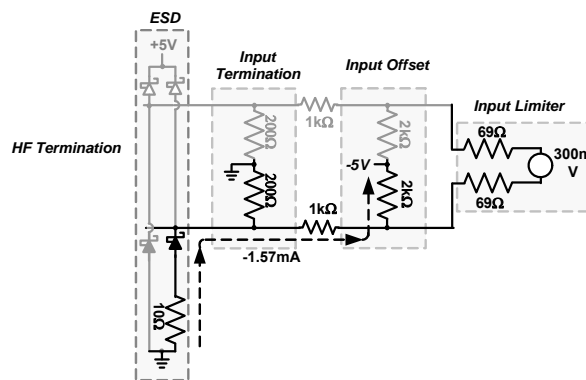 ESD
+5V
Input
Termination
Input Offset
Input Limiter
HF Termination
200Ω
200Ω
1kΩ
1kΩ
2kΩ
2kΩ
-5V
69Ω
69Ω
300m
V
-1.57mA
10Ω